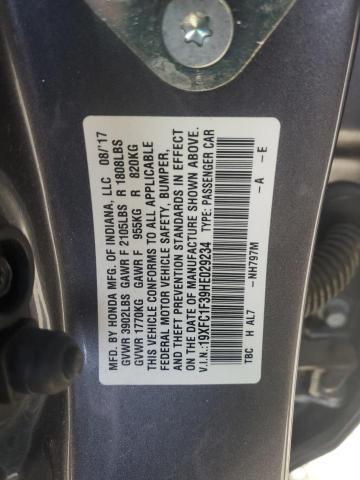 MFD. BY HONDA MFG. OF INDIANA, LLC 08/'17
GVWR 3902LBS GAWR F 2105LBS R 1808LBS
GVWR 1770KG GAWR F 955KG R 820KG
THIS VEHICLE CONFORMS TO ALL APPLICABLE
FEDERAL MOTOR VEHICLE SAFETY, BUMPER,
AND THEFT PREVENTION STANDARDS IN EFFECT
ON THE DATE OF MANUFACTURE SHOWN ABOVE.
V.I.N.:19XFC1F39HE029234 TYPE: PASSENGER CAR
TBC H AL7 -NH797M -A -E